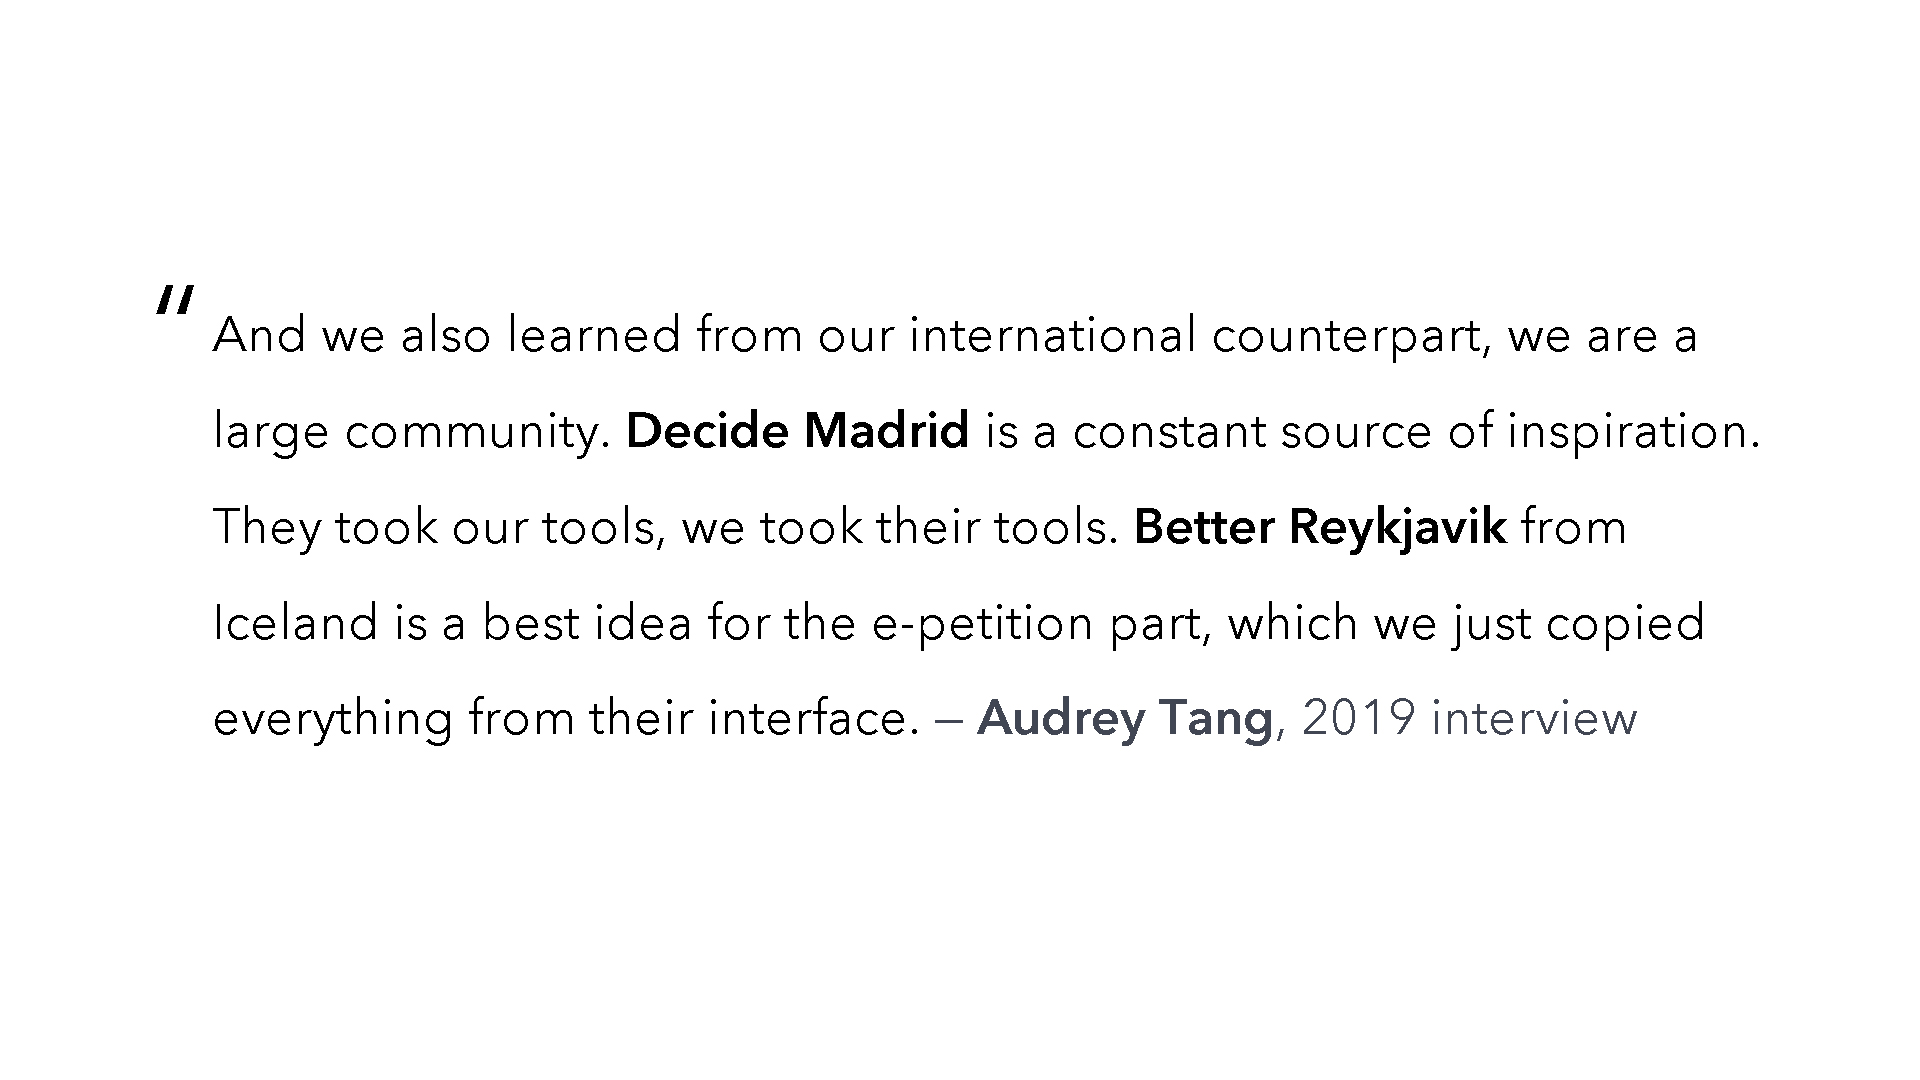 “And we also learned from our international counterpart, we are a
large community. Decide Madrid is a constant source of inspiration.
They took our tools, we took their tools. Better Reykjavik from
Iceland is a best idea for the e-petition part, which we just copied
everything from their interface. – Audrey Tang, 2019 interview